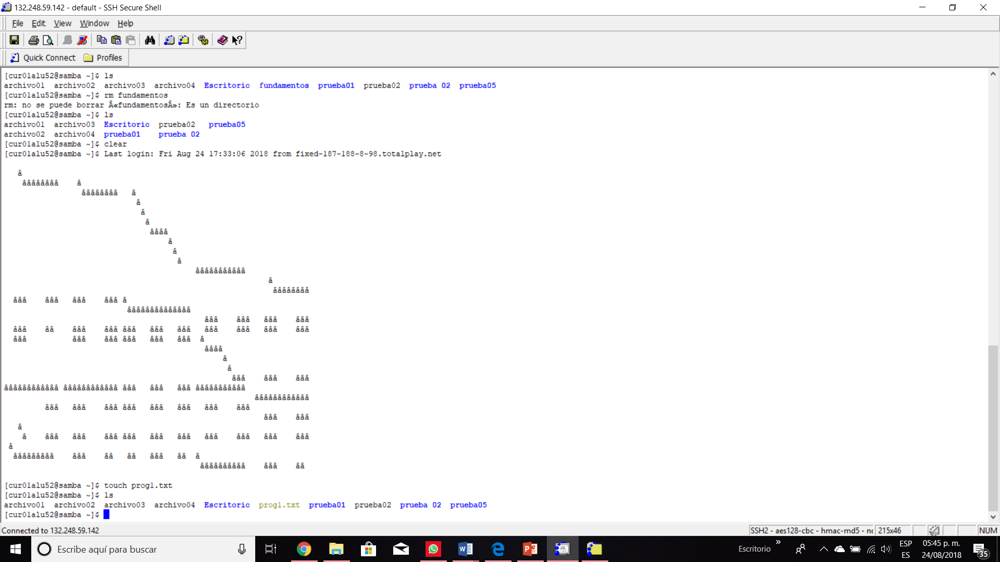 132.248.59.142 - default - SSH Secure Shell
File Edit View Window Help
Quick Connect Profiles
[cur01alu52@samba ~]$ ls
archivo01 archivo02 archivo03 archivo04 Escritorio fundamentos prueba01 prueba02 prueba 02 prueba05
[cur01alu52@samba ~]$ rm fundamentos
rm: no se puede borrar Â«fundamentosÂ»: Es un directorio
[cur01alu52@samba ~]$ ls
archivo01 archivo03 Escritorio prueba02 prueba05
archivo02 archivo04 prueba01 prueba 02
[cur01alu52@samba ~]$ clear
[cur01alu52@samba ~]$ Last login: Fri Aug 24 17:33:06 2018 from fixed-187-188-8-98.totalplay.net
â
ââââââââ â
ââââââââ â
â
â
â
ââââ
â
â
â
âââââââââââ
â
ââââââââ
âââ âââ âââ âââ â
ââââââââââââââ
âââ âââ âââ âââ
âââ ââ âââ âââ âââ âââ âââ âââ âââ âââ âââ
âââ âââ âââ âââ âââ âââ â
ââââ
â
â
âââ âââ âââ
ââââââââââââ ââââââââââââ âââ âââ âââ âââââââââââ
ââââââââââââ
âââ âââ âââ âââ âââ âââ âââ âââ
âââ âââ
â
â âââ âââ âââ âââ âââ âââ âââ âââ âââ âââ
â
âââââââââ âââ ââ ââ âââ ââ â
ââââââââââ âââ ââ
[cur01alu52@samba ~]$ touch prog1.txt
[cur01alu52@samba ~]$ ls
archivo01 archivo02 archivo03 archivo04 Escritorio prog1.txt prueba01 prueba02 prueba 02 prueba05
[cur01alu52@samba ~]$
Connected to 132.248.59.142
SSH2 - aes128-cbc - hmac-md5 - nc 215x46 NUM
Escribe aquí para buscar
Escritorio
ESP
ES
05:45 p. m.
24/08/2018
35